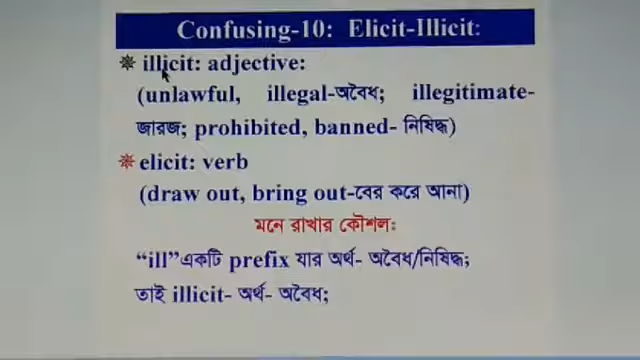 Confusing-10: Elicit-Illicit:
illicit: adjective:
(unlawful, illegal-অবৈধ; illegitimate-
জারজ; prohibited, banned- নিষিদ্ধ)
elicit: verb
(draw out, bring out-বের করে আনা)
মনে রাখার কৌশল:
“ill”একটি prefix যার অর্থ- অবৈধ/নিষিদ্ধ;
তাই illicit- অর্থ- অবৈধ;